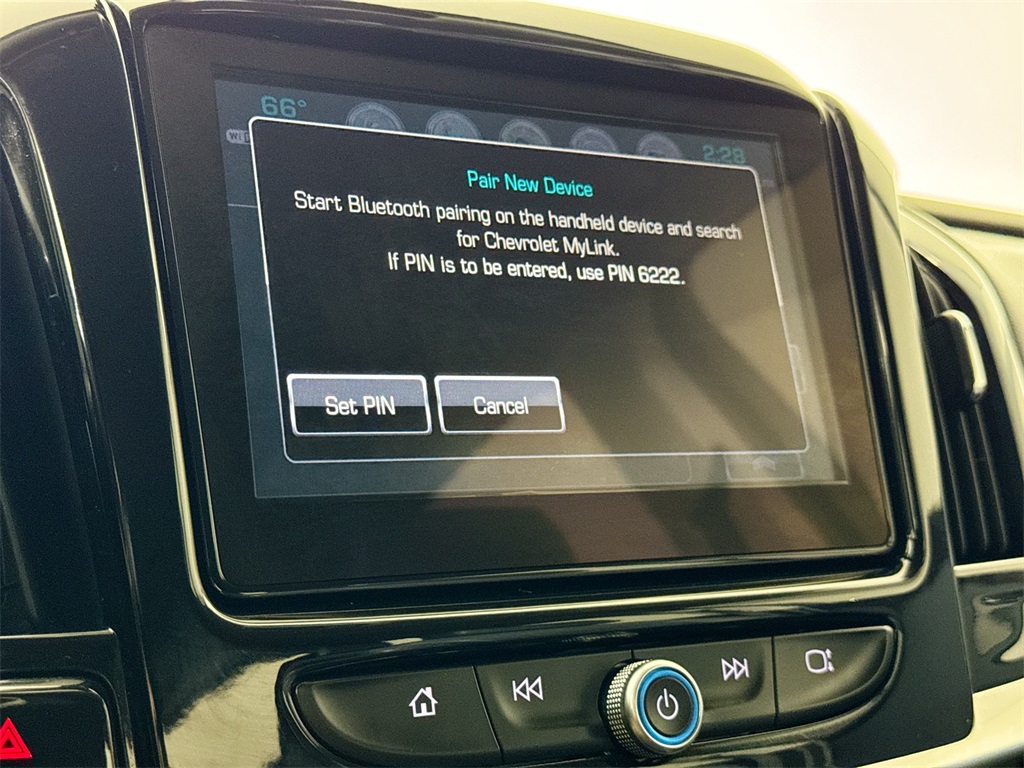 66°
2:28
Pair New Device
Start Bluetooth pairing on the handheld device and search
for Chevrolet MyLink.
If PIN is to be entered, use PIN 6222.
Set PIN
Cancel